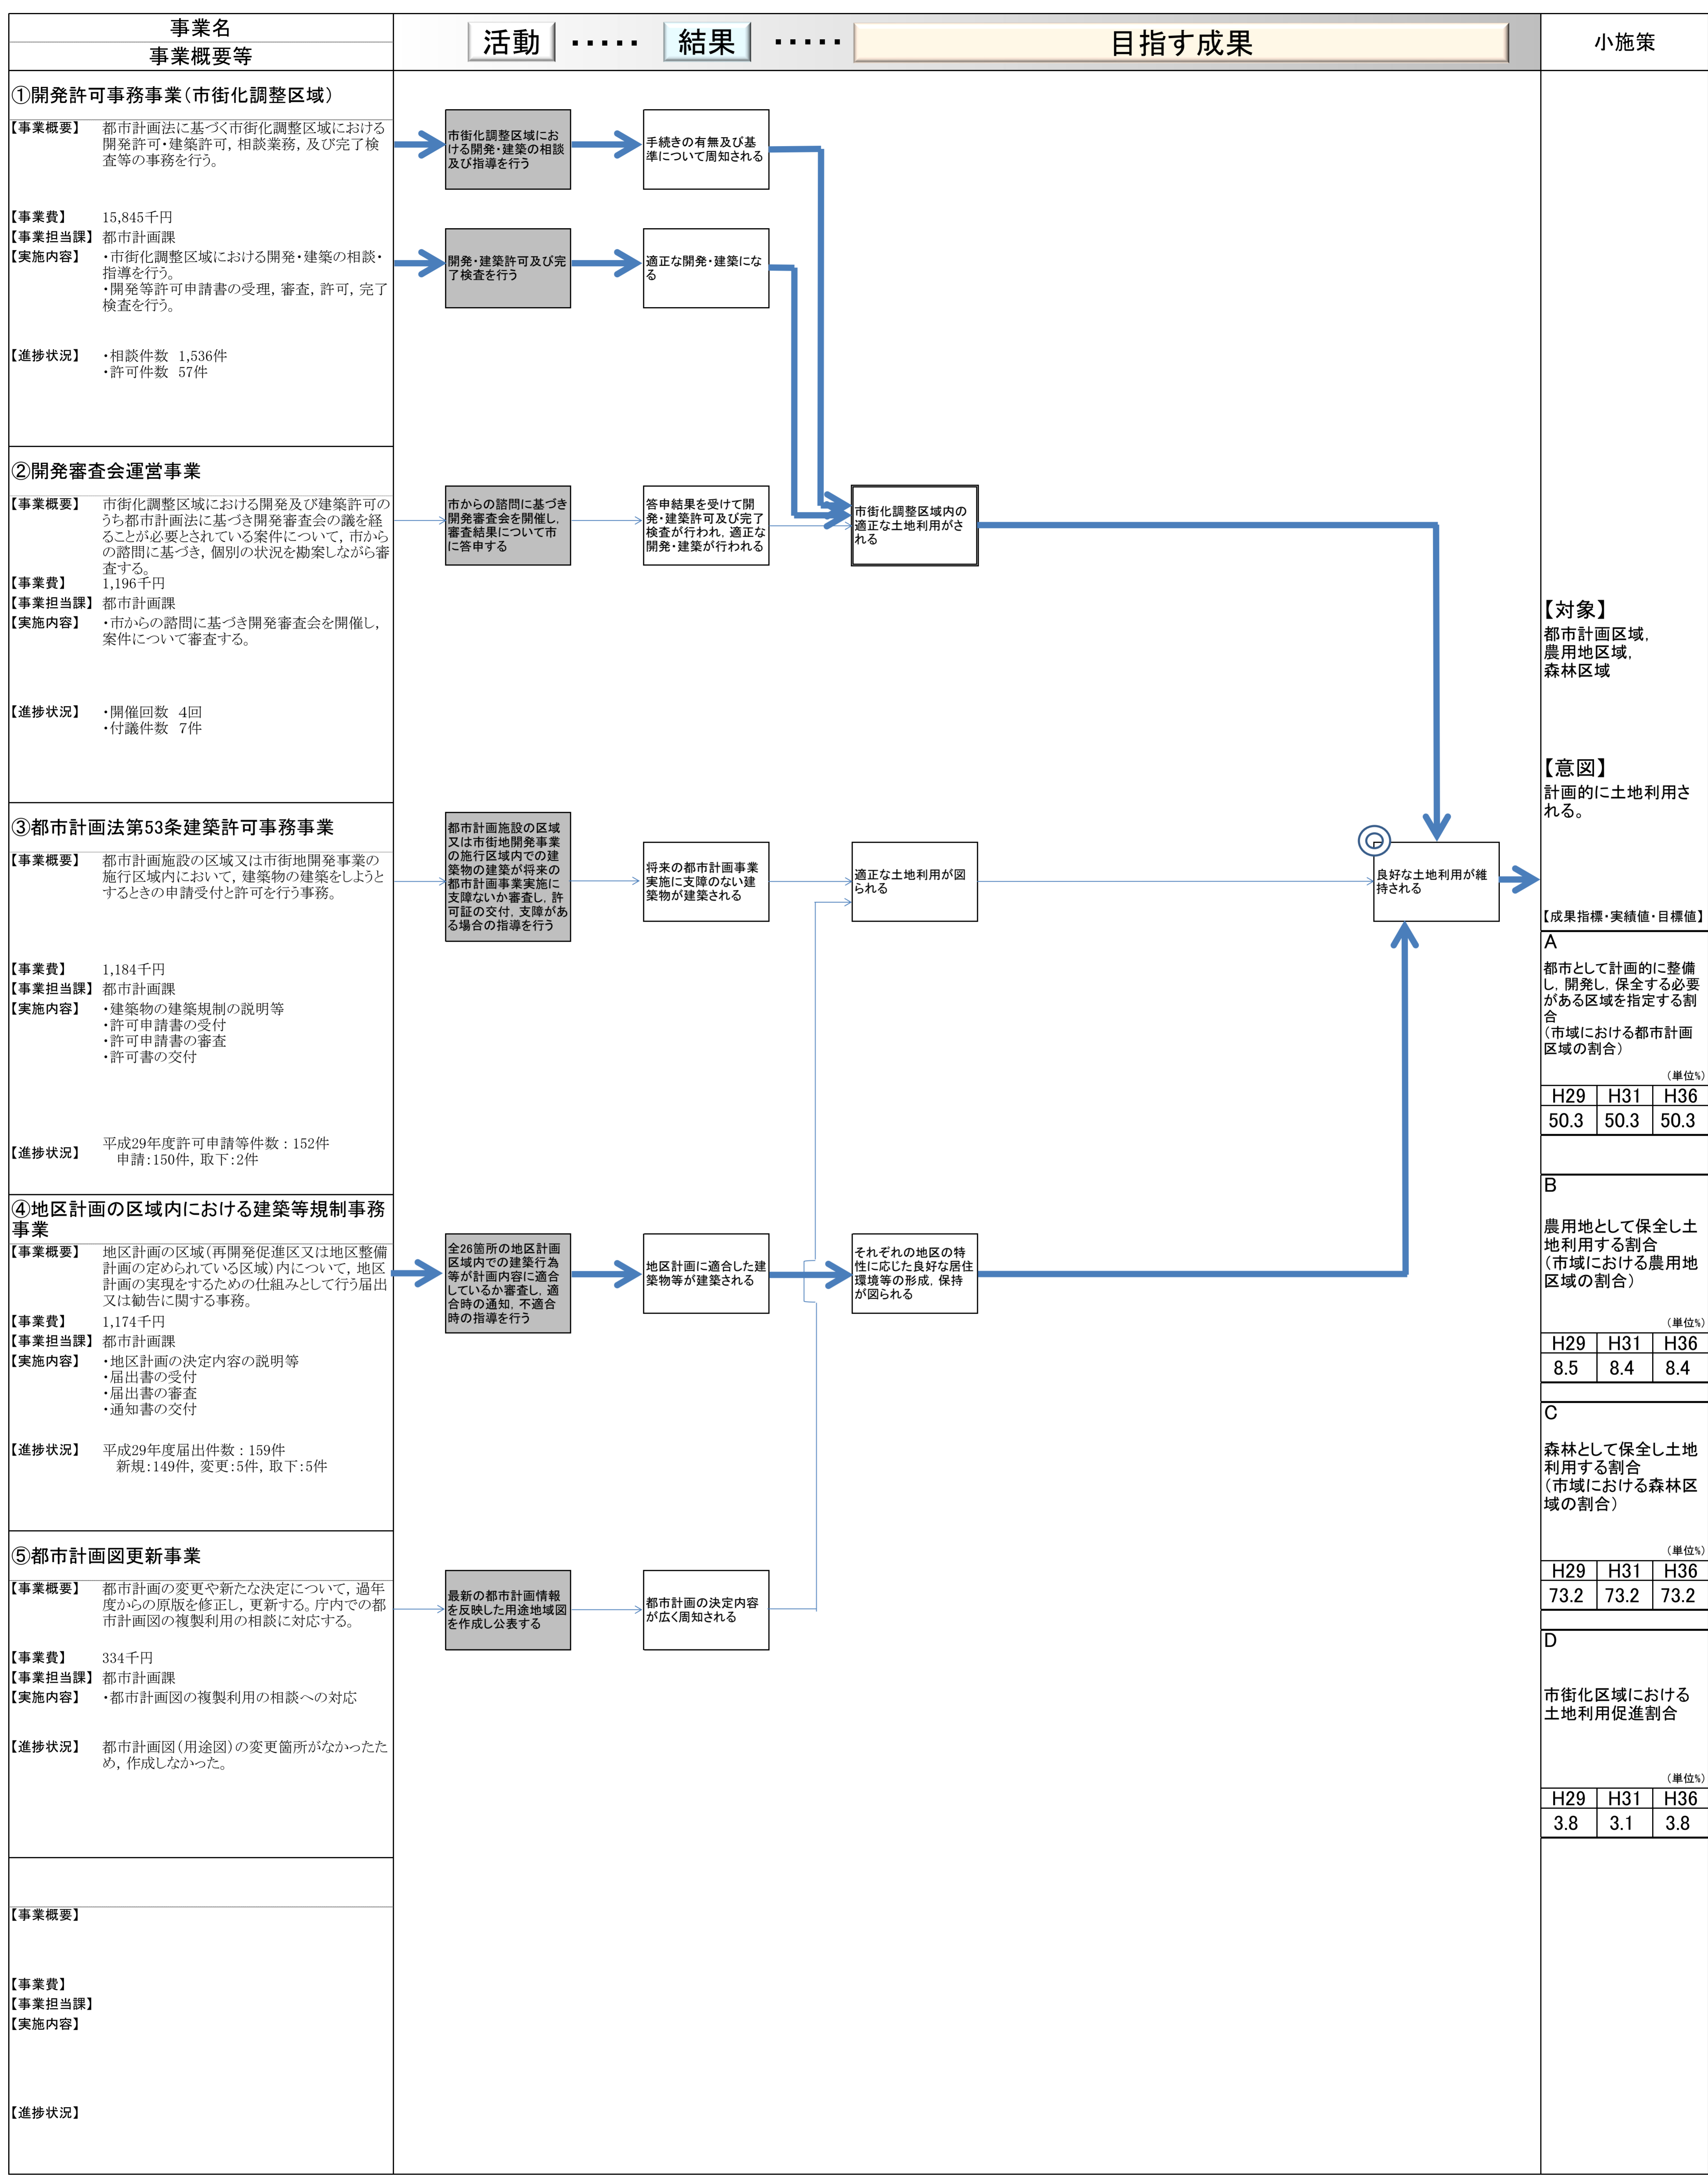 事業名
事業概要等
活動 ・・・・・ 結果 ・・・・・ 目指す成果
小施策
①開発許可事務事業（市街化調整区域）
【事業概要】 都市計画法に基づく市街化調整区域における
開発許可・建築許可，相談業務，及び完了検
査等の事務を行う。
【事業費】 15,845千円
【事業担当課】 都市計画課
【実施内容】 ・市街化調整区域における開発・建築の相談・
指導を行う。
・開発等許可申請書の受理，審査，許可，完了
検査を行う。
【進捗状況】 ・相談件数 1,536件
・許可件数 57件
市街化調整区域にお
ける開発・建築の相談
及び指導を行う
手続きの有無及び基
準について周知される
開発・建築許可及び完
了検査を行う
適正な開発・建築にな
る
②開発審査会運営事業
【事業概要】 市街化調整区域における開発及び建築許可の
うち都市計画法に基づき開発審査会の議を経
ることが必要とされている案件について，市から
の諮問に基づき，個別の状況を勘案しながら審
査する。
【事業費】 1,196千円
【事業担当課】 都市計画課
【実施内容】 ・市からの諮問に基づき開発審査会を開催し，
案件について審査する。
【進捗状況】 ・開催回数 4回
・付議件数 7件
市からの諮問に基づき
開発審査会を開催し，
審査結果について市
に答申する
答申結果を受けて開
発・建築許可及び完了
検査が行われ，適正な
開発・建築が行われる
市街化調整区域内の
適正な土地利用がさ
れる
③都市計画法第53条建築許可事務事業
【事業概要】 都市計画施設の区域又は市街地開発事業の
施行区域内において，建築物の建築をしようと
するときの申請受付と許可を行う事務。
【事業費】 1,184千円
【事業担当課】 都市計画課
【実施内容】 ・建築物の建築規制の説明等
・許可申請書の受付
・許可申請書の審査
・許可書の交付
【進捗状況】 平成29年度許可申請等件数：152件
申請：150件，取下：2件
都市計画施設の区域
又は市街地開発事業
の施行区域内での建
築物の建築が将来の
都市計画事業実施に
支障ないか審査し，許
可証の交付，支障があ
る場合の指導を行う
将来の都市計画事業
実施に支障のない建
築物が建築される
適正な土地利用が図
られる
良好な土地利用が維
持される
④地区計画の区域内における建築等規制事務
事業
【事業概要】 地区計画の区域（再開発促進区又は地区整備
計画の定められている区域）内について，地区
計画の実現をするための仕組みとして行う届出
又は勧告に関する事務。
【事業費】 1,174千円
【事業担当課】 都市計画課
【実施内容】 ・地区計画の決定内容の説明等
・届出書の受付
・届出書の審査
・通知書の交付
【進捗状況】 平成29年度届出件数：159件
新規：149件，変更：5件，取下：5件
全26箇所の地区計画
区域内での建築行為
等が計画内容に適合
しているか審査し，適
合時の通知，不適合
時の指導を行う
地区計画に適合した建
築物等が建築される
それぞれの地区の特
性に応じた良好な居住
環境等の形成，保持
が図られる
⑤都市計画図更新事業
【事業概要】 都市計画の変更や新たな決定について，過年
度からの原版を修正し，更新する。庁内での都
市計画図の複製利用の相談に対応する。
【事業費】 334千円
【事業担当課】 都市計画課
【実施内容】 ・都市計画図の複製利用の相談への対応
【進捗状況】 都市計画図（用途図）の変更箇所がなかったた
め，作成しなかった。
最新の都市計画情報
を反映した用途地域図
を作成し公表する
都市計画の決定内容
が広く周知される
【事業概要】
【事業費】
【事業担当課】
【実施内容】
【進捗状況】
【対象】
都市計画区域，
農用地区域，
森林区域
【意図】
計画的に土地利用さ
れる。
【成果指標・実績値・目標値】
A
都市として計画的に整備
し，開発し，保全する必要
がある区域を指定する割
合
（市域における都市計画
区域の割合）
（単位%）
H29 H31 H36
50.3 50.3 50.3
B
農用地として保全し土
地利用する割合
（市域における農用地
区域の割合）
（単位%）
H29 H31 H36
8.5 8.4 8.4
C
森林として保全し土地
利用する割合
（市域における森林区
域の割合）
（単位%）
H29 H31 H36
73.2 73.2 73.2
D
市街化区域における
土地利用促進割合
（単位%）
H29 H31 H36
3.8 3.1 3.8